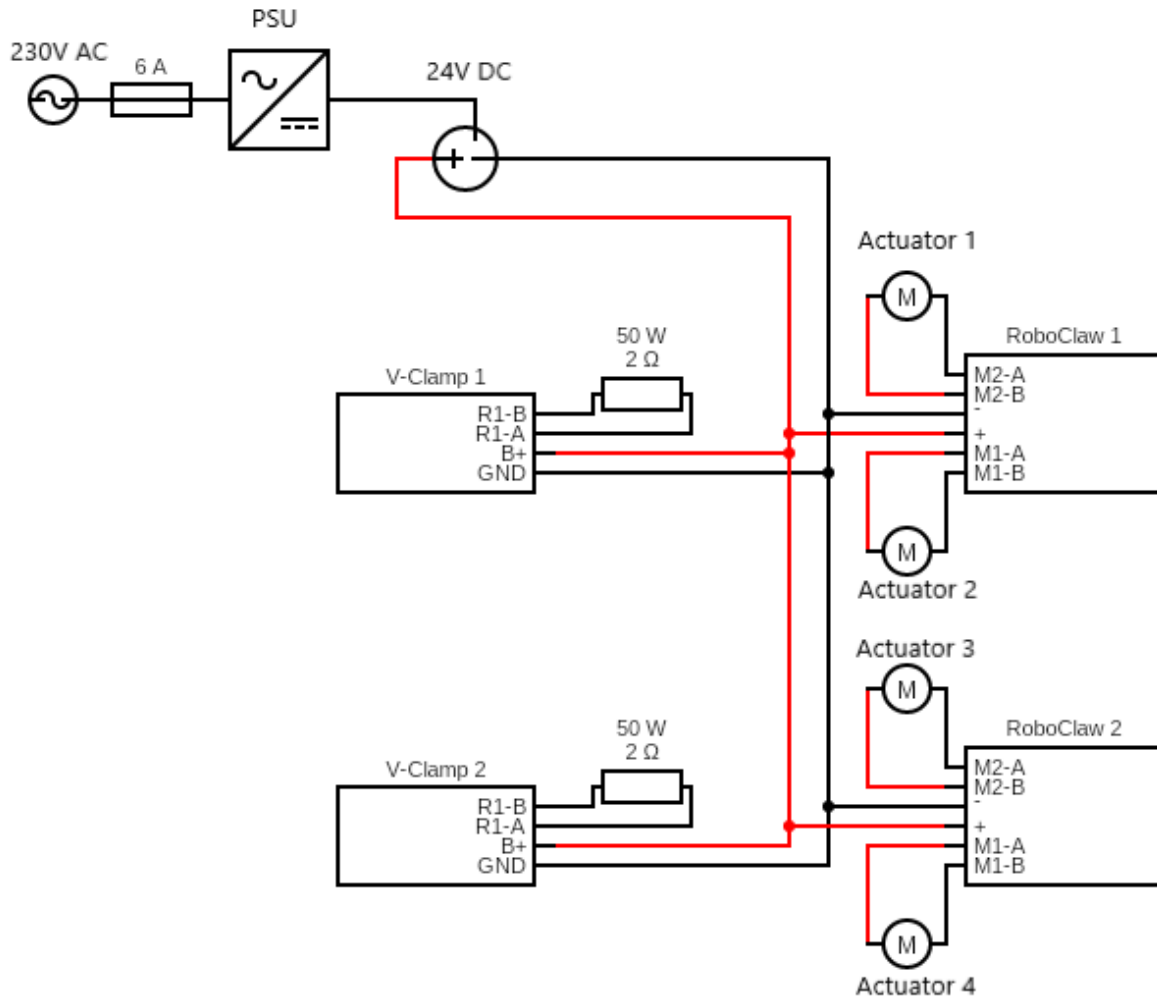 PSU
230V AC
6 A
24V DC
Actuator 1
M
RoboClaw 1
M2-A
M2-B
-
+
M1-A
M1-B
M
Actuator 2
50 W
2 Ω
V-Clamp 1
R1-B
R1-A
B+
GND
Actuator 3
M
RoboClaw 2
M2-A
M2-B
-
+
M1-A
M1-B
M
Actuator 4
50 W
2 Ω
V-Clamp 2
R1-B
R1-A
B+
GND